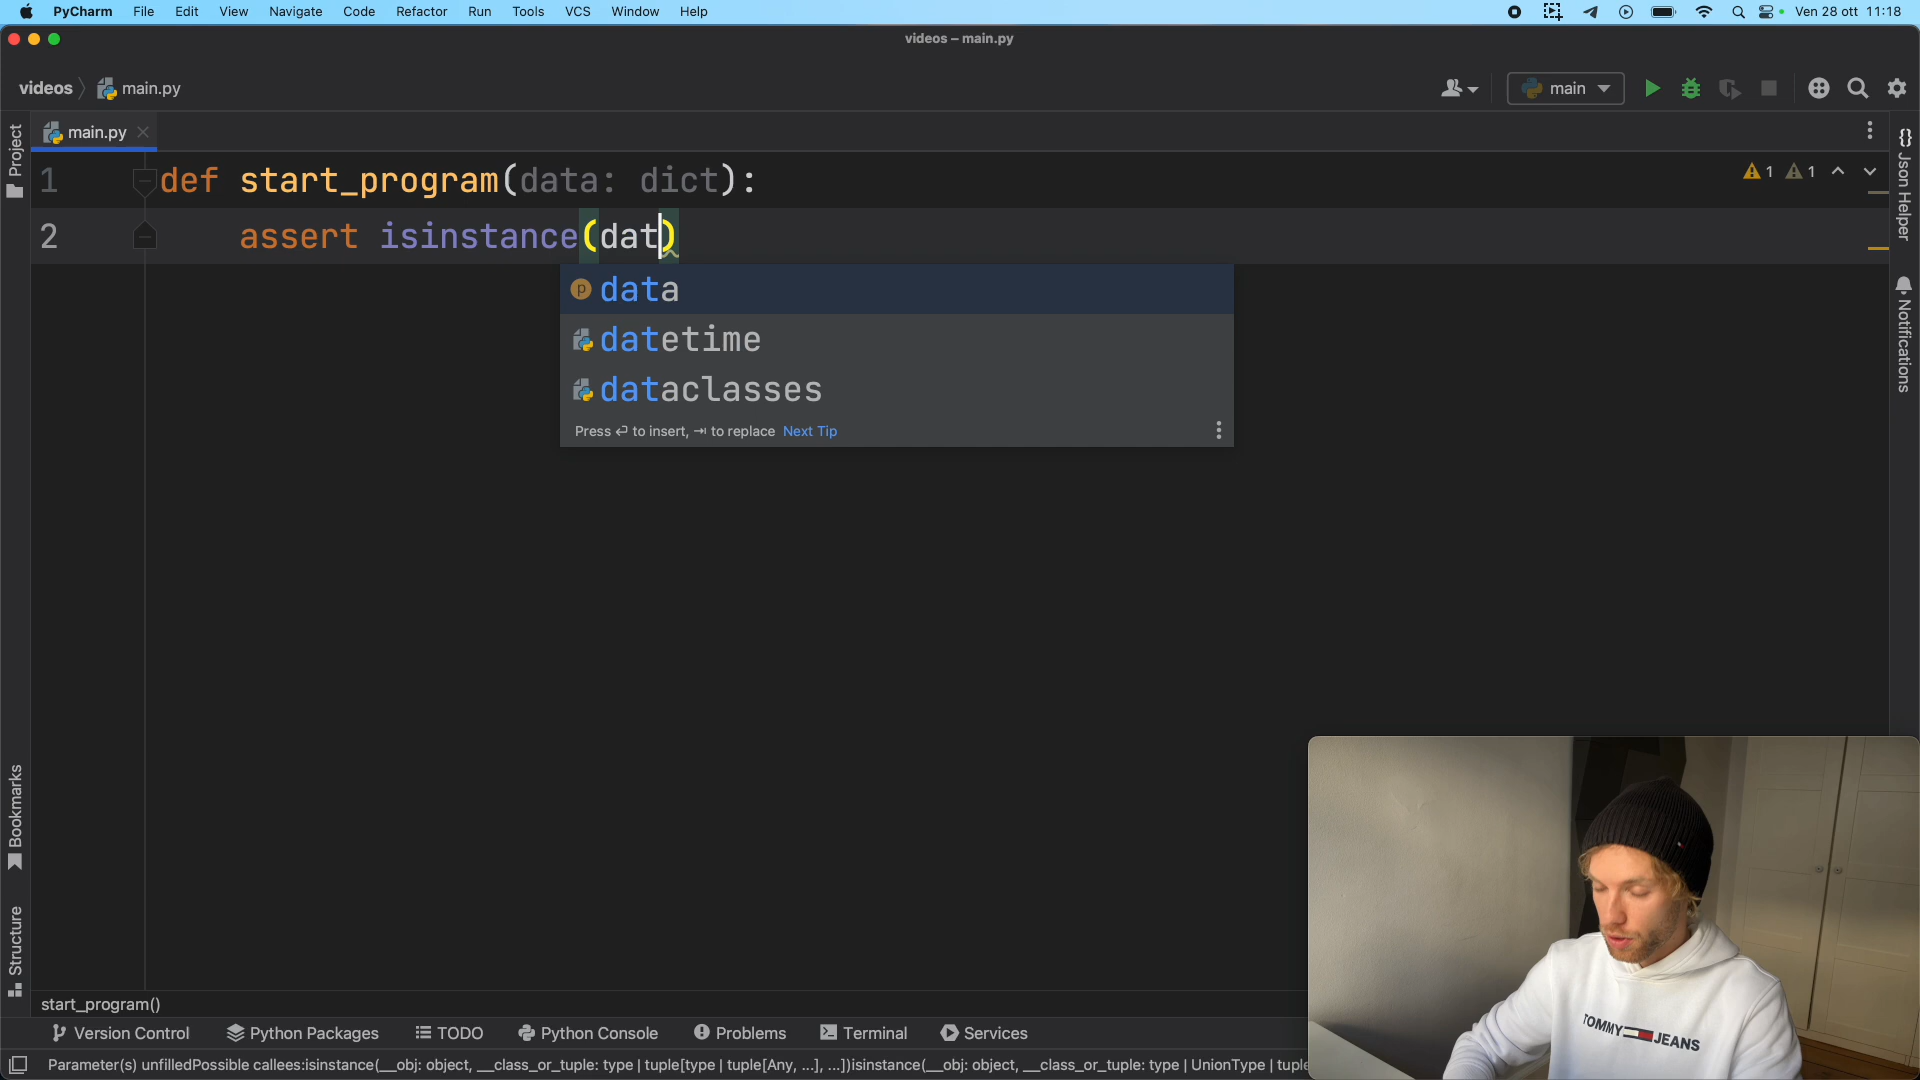 PyCharm File Edit View Navigate Code Refactor Run Tools VCS Window Help Ven 28 ott 11:18
videos – main.py
videos main.py main
main.py
1 def start_program(data: dict): 1 1
2 assert isinstance(dat)
data
datetime
dataclasses
Press ↵ to insert, ⇥ to replace Next Tip
Project
Bookmarks
Structure
{} Json Helper
Notifications
TOMMY JEANS
start_program()
Version Control Python Packages TODO Python Console Problems Terminal Services
Parameter(s) unfilledPossible callees:isinstance(__obj: object, __class_or_tuple: type | tuple[type | tuple[Any, ...], ...])isinstance(__obj: object, __class_or_tuple: type | UnionType | tuple